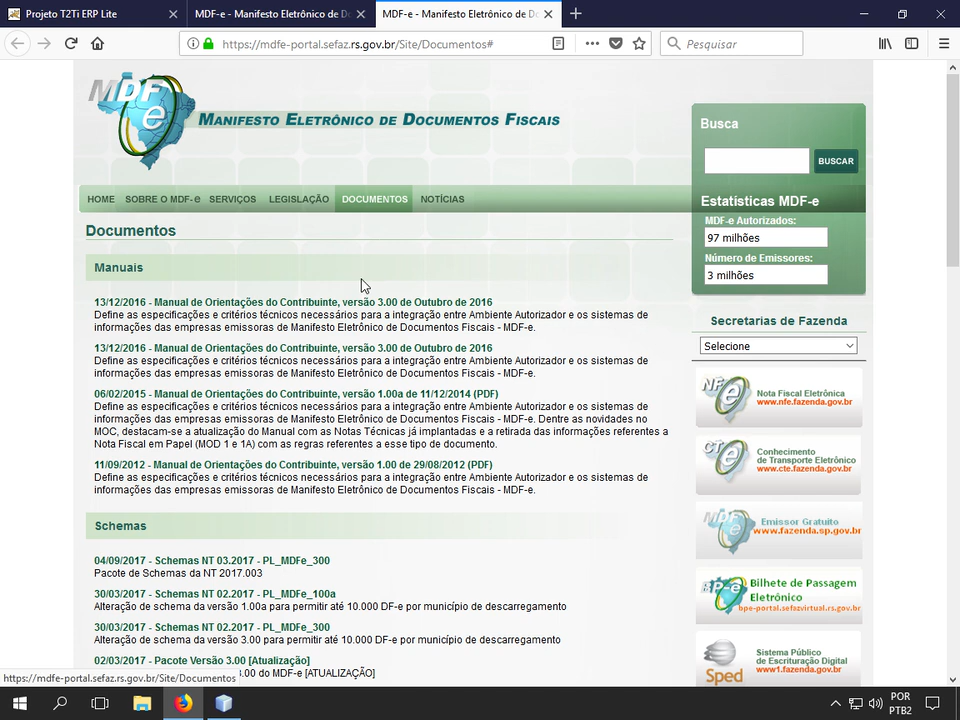 Projeto T2Ti ERP Lite
MDF-e - Manifesto Eletrônico de Do
MDF-e - Manifesto Eletrônico de Do
https://mdfe-portal.sefaz.rs.gov.br/Site/Documentos#
Pesquisar
MDF e
MANIFESTO ELETRÔNICO DE DOCUMENTOS FISCAIS
Busca
BUSCAR
HOME SOBRE O MDF-e SERVIÇOS LEGISLAÇÃO DOCUMENTOS NOTÍCIAS
Estatísticas MDF-e
MDF-e Autorizados:
97 milhões
Número de Emissores:
3 milhões
Documentos
Manuais
13/12/2016 - Manual de Orientações do Contribuinte, versão 3.00 de Outubro de 2016
Define as especificações e critérios técnicos necessários para a integração entre Ambiente Autorizador e os sistemas de
informações das empresas emissoras de Manifesto Eletrônico de Documentos Fiscais - MDF-e.
13/12/2016 - Manual de Orientações do Contribuinte, versão 3.00 de Outubro de 2016
Define as especificações e critérios técnicos necessários para a integração entre Ambiente Autorizador e os sistemas de
informações das empresas emissoras de Manifesto Eletrônico de Documentos Fiscais - MDF-e.
06/02/2015 - Manual de Orientações do Contribuinte, versão 1.00a de 11/12/2014 (PDF)
Define as especificações e critérios técnicos necessários para a integração entre Ambiente Autorizador e os sistemas de
informações das empresas emissoras de Manifesto Eletrônico de Documentos Fiscais - MDF-e. Dentre as novidades no
MOC, destacam-se a atualização do Manual com as Notas Técnicas já implantadas e a retirada das informações referentes a
Nota Fiscal em Papel (MOD 1 e 1A) com as regras referentes a esse tipo de documento.
11/09/2012 - Manual de Orientações do Contribuinte, versão 1.00 de 29/08/2012 (PDF)
Define as especificações e critérios técnicos necessários para a integração entre Ambiente Autorizador e os sistemas de
informações das empresas emissoras de Manifesto Eletrônico de Documentos Fiscais - MDF-e.
Schemas
04/09/2017 - Schemas NT 03.2017 - PL_MDFe_300
Pacote de Schemas da NT 2017.003
30/03/2017 - Schemas NT 02.2017 - PL_MDFe_100a
Alteração de schema da versão 1.00a para permitir até 10.000 DF-e por município de descarregamento
30/03/2017 - Schemas NT 02.2017 - PL_MDFe_300
Alteração de schema da versão 3.00 para permitir até 10.000 DF-e por município de descarregamento
02/03/2017 - Pacote Versão 3.00 [Atualização]
3.00 do MDF-e [ATUALIZAÇÃO]
Secretarias de Fazenda
Selecione
NFe
Nota Fiscal Eletrônica
www.nfe.fazenda.gov.br
CTe
Conhecimento
de Transporte Eletrônico
www.cte.fazenda.gov.br
MDF e
Emissor Gratuito
www.fazenda.sp.gov.br
BP-e
Bilhete de Passagem
Eletrônico
bpe-portal.sefazvirtual.rs.gov.br
Sped
Sistema Público
de Escrituração Digital
www1.fazenda.gov.br
https://mdfe-portal.sefaz.rs.gov.br/Site/Documentos
POR
PTB2